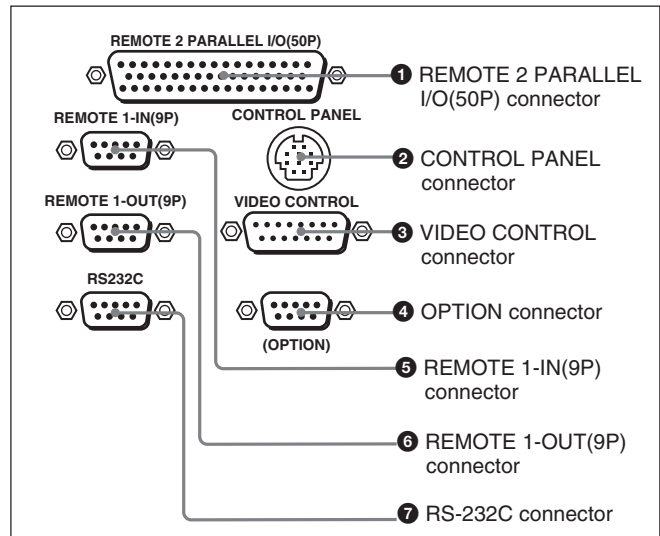 REMOTE 2 PARALLEL I/O(50P)
❶ REMOTE 2 PARALLEL
I/O(50P) connector
REMOTE 1-IN(9P)
CONTROL PANEL
❷ CONTROL PANEL
connector
REMOTE 1-OUT(9P)
VIDEO CONTROL
❸ VIDEO CONTROL
connector
RS232C
❹ OPTION connector
(OPTION)
❺ REMOTE 1-IN(9P)
connector
❻ REMOTE 1-OUT(9P)
connector
❼ RS-232C connector